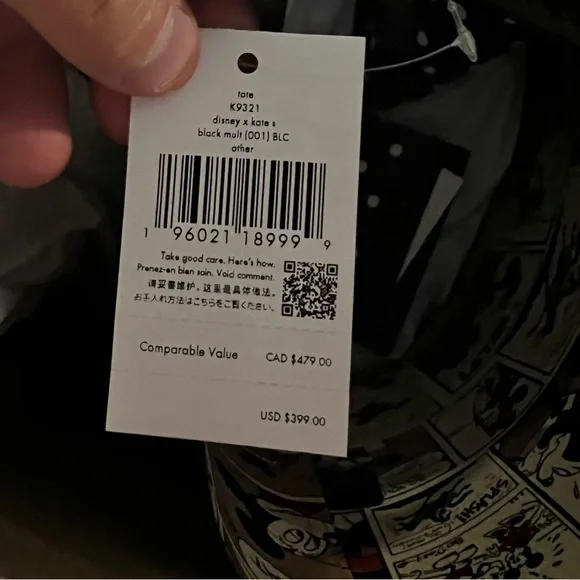 tote
K9321
disney x kate s
black mult (001) BLC
other
1 96021 18999 9
Take good care. Here's how.
Prenez-en bien soin. Void comment.
请妥善维护。这里是具体做法。
お手入れ方法はこちらをご覧ください。
Comparable Value CAD $479.00
USD $399.00
SPLASH!